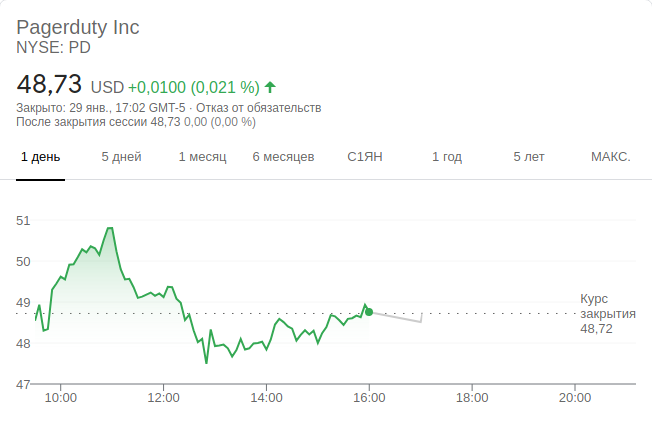 Pagerduty Inc
NYSE: PD
48,73 USD +0,0100 (0,021 %)
Закрыто: 29 янв., 17:02 GMT-5 · Отказ от обязательств
После закрытия сессии 48,73 0,00 (0,00 %)
1 день 5 дней 1 месяц 6 месяцев С1ЯН 1 год 5 лет МАКС.
51
50
49
48
47
Курс
закрытия
48,72
10:00 12:00 14:00 16:00 18:00 20:00